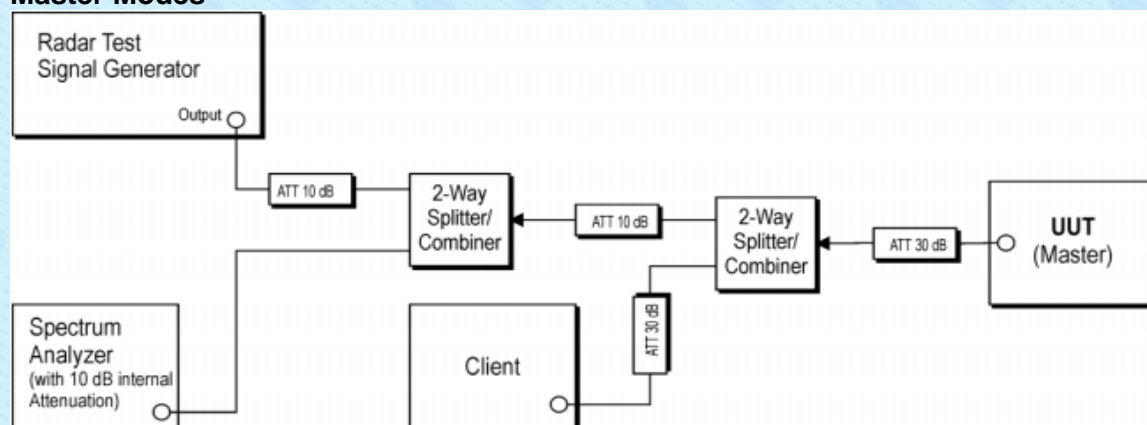 Master Modes
Radar Test
Signal Generator
Output
ATT 10 dB
2-Way
Splitter/
Combiner
ATT 10 dB
2-Way
Splitter/
Combiner
ATT 30 dB
UUT
(Master)
ATT 30 dB
Spectrum
Analyzer
(with 10 dB internal
Attenuation)
Client